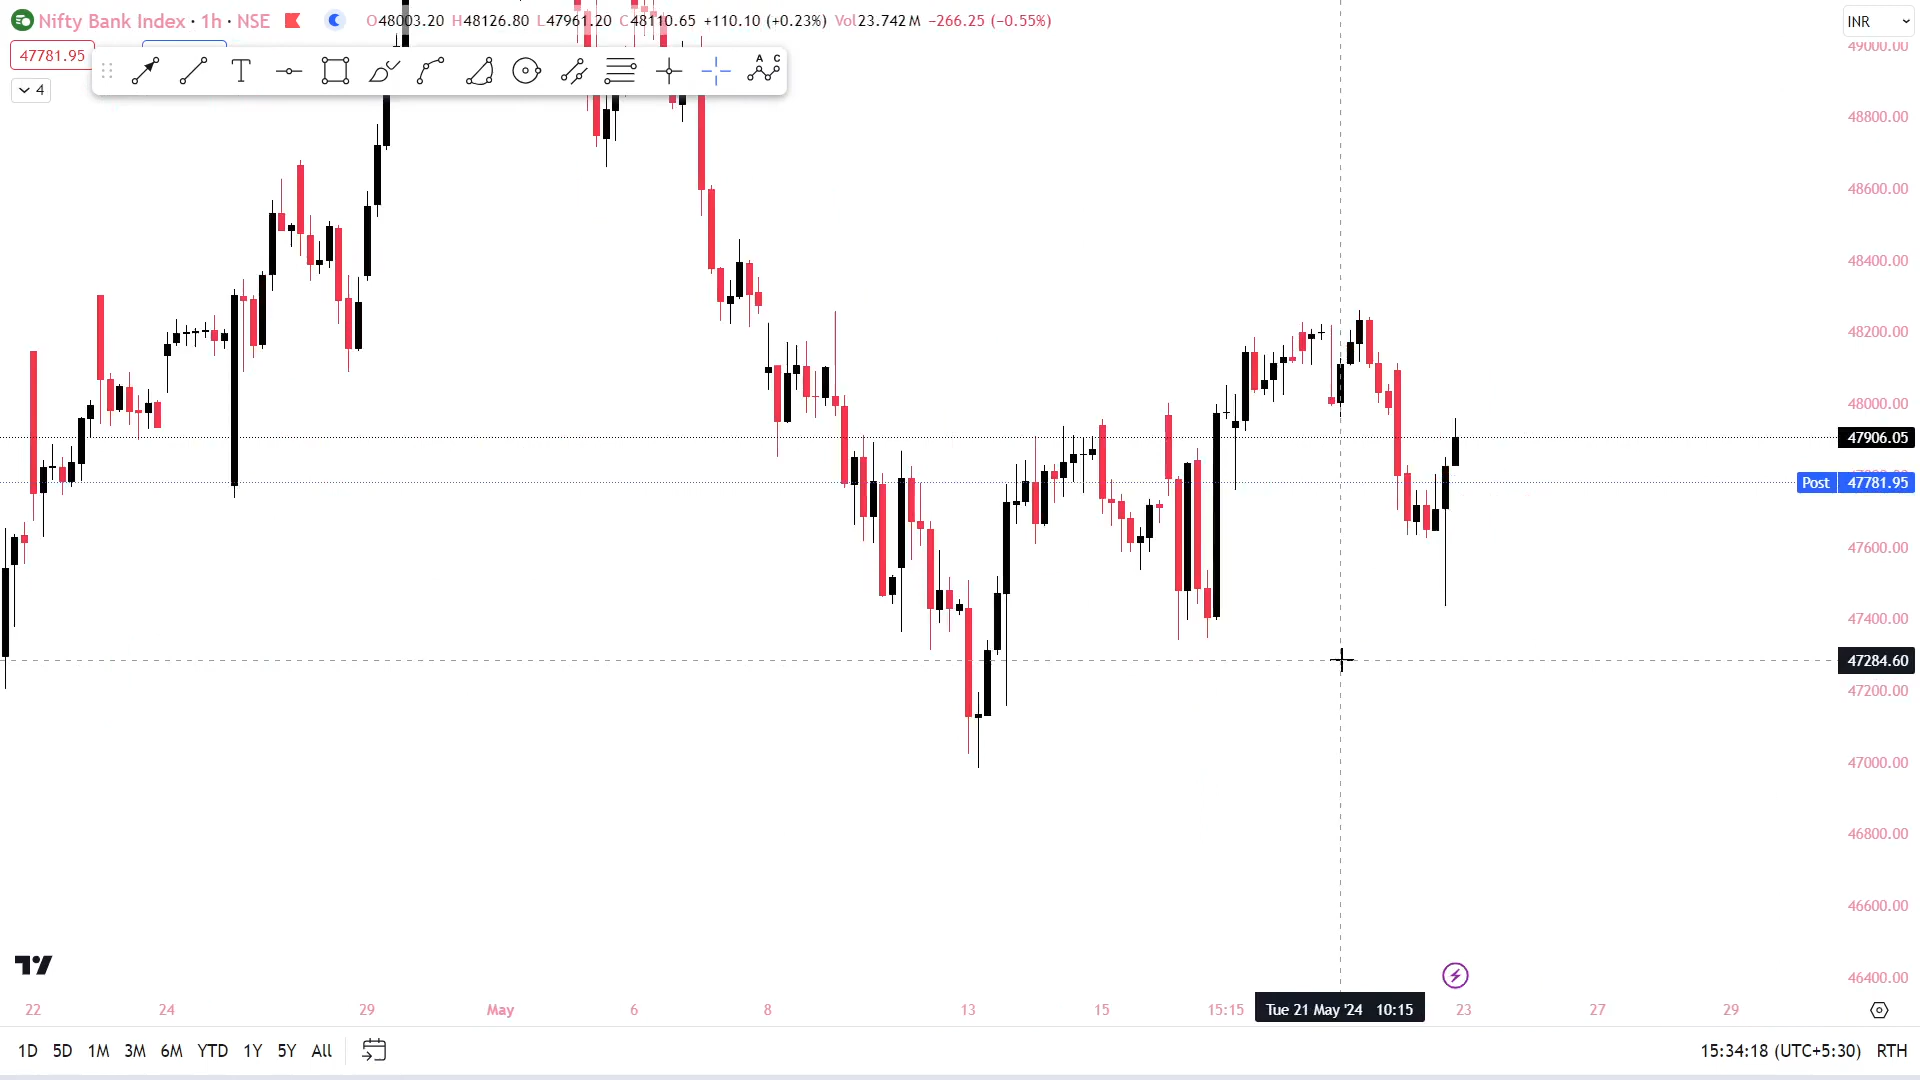 Nifty Bank Index · 1h · NSE O48003.20 H48126.80 L47961.20 C48110.65 +110.10 (+0.23%) Vol23.742M −266.25 (−0.55%)
INR
47781.95
4
T
A C
49000.00
48800.00
48600.00
48400.00
48200.00
48000.00
47906.05
Post 47781.95
47600.00
47400.00
47284.60
47200.00
47000.00
46800.00
46600.00
46400.00
22 24 29 May 6 8 13 15 15:15 Tue 21 May '24 10:15 23 27 29
1D 5D 1M 3M 6M YTD 1Y 5Y All 15:34:18 (UTC+5:30) RTH